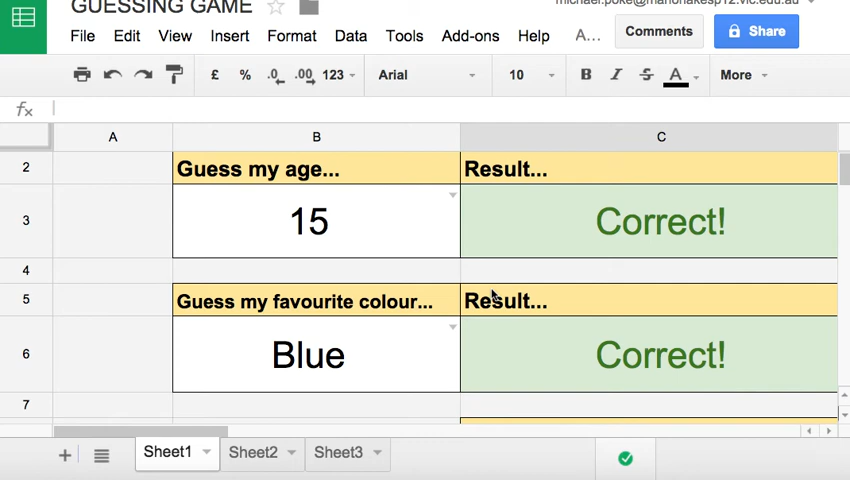 GUESSING GAME
File Edit View Insert Format Data Tools Add-ons Help A... Comments Share
£ % .0 .00 123 Arial 10 B I S A More
fx
A B C
2 Guess my age... Result...
3 15 Correct!
4
5 Guess my favourite colour... Result...
6 Blue Correct!
7
Sheet1 Sheet2 Sheet3